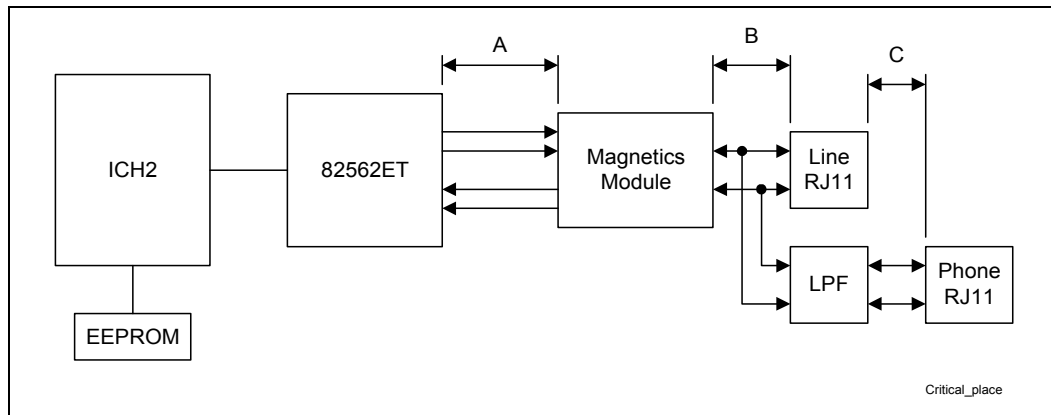 A
B
C
ICH2
82562ET
Magnetics
Module
Line
RJ11
LPF
Phone
RJ11
EEPROM
Critical_place